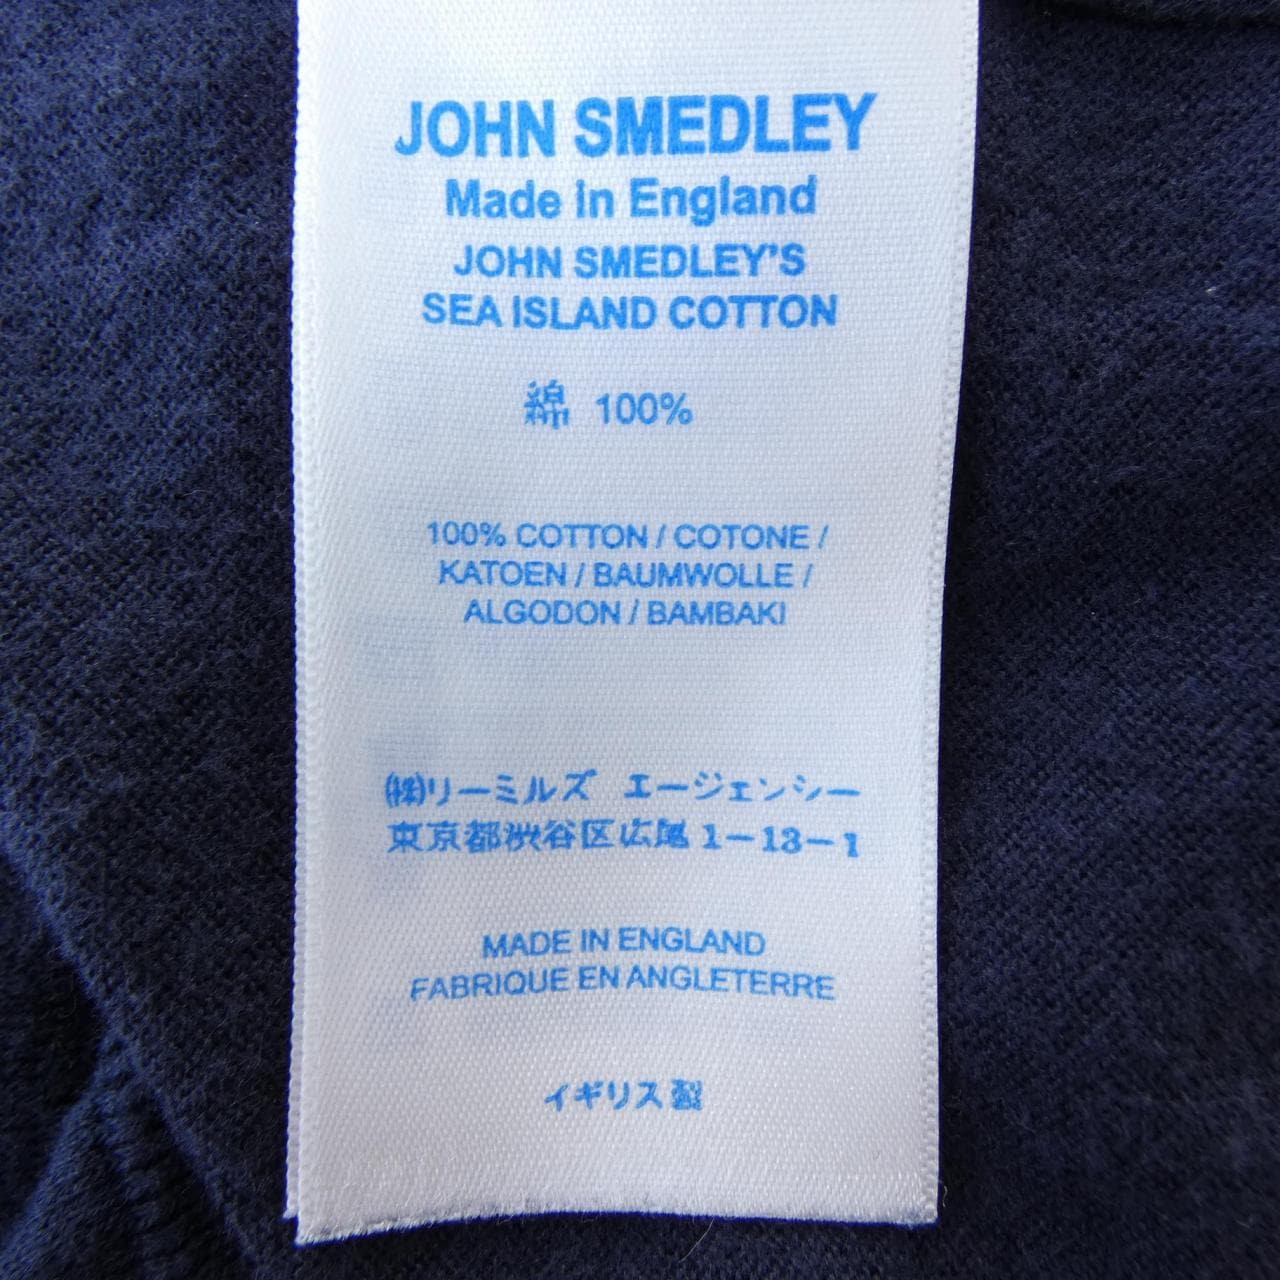 JOHN SMEDLEY
Made in England
JOHN SMEDLEY'S
SEA ISLAND COTTON
綿 100%
100% COTTON / COTONE /
KATOEN / BAUMWOLLE /
ALGODON / BAMBAKI
㈱リーミルズ エージェンシー
東京都渋谷区広尾1-13-1
MADE IN ENGLAND
FABRIQUE EN ANGLETERRE
イギリス製